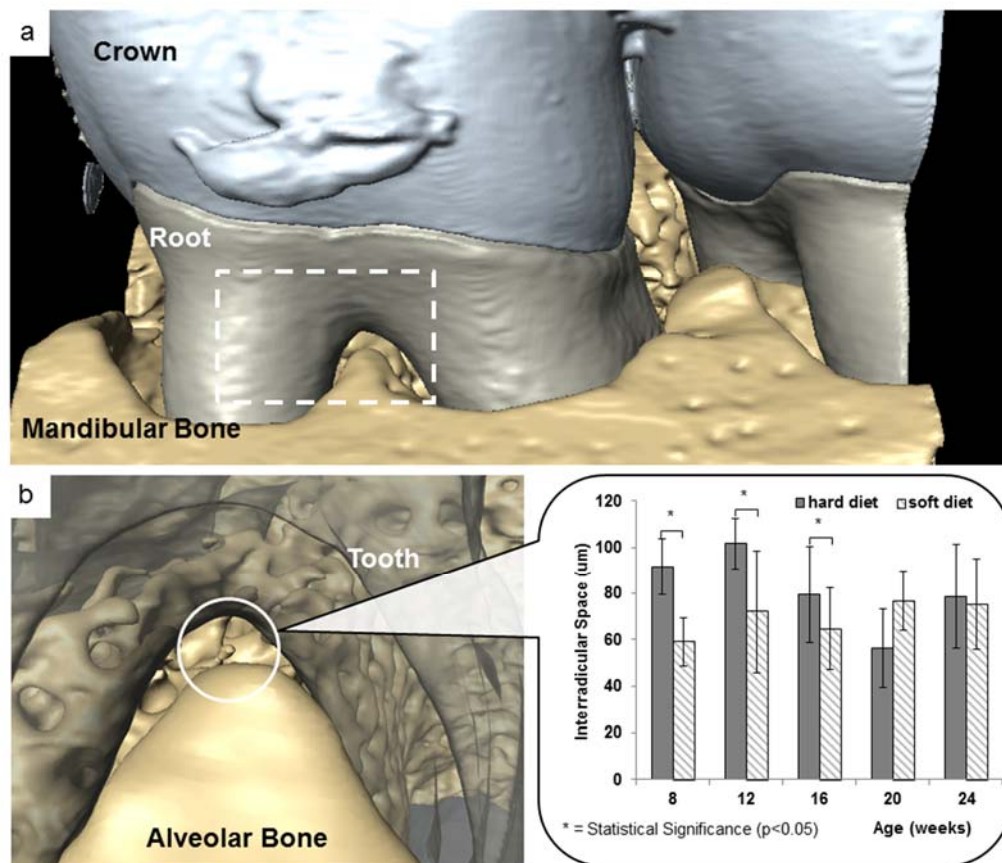 a
Crown
Root
Mandibular Bone
b
Tooth
Alveolar Bone
120
100
80
60
40
20
0
Interradicular Space (um)
hard diet soft diet
*
*
*
8 12 16 20 24
* = Statistical Significance (p<0.05) Age (weeks)